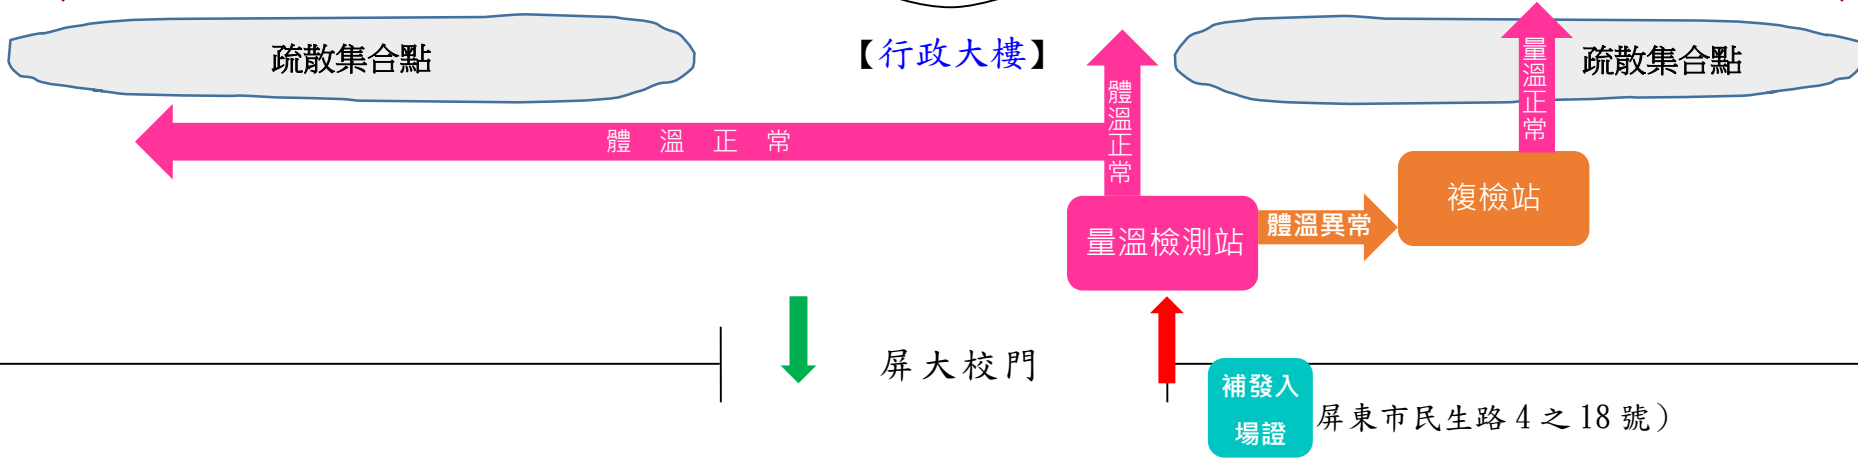 疏散集合點
【行政大樓】
疏散集合點
量溫正常
體溫正常
體溫正常
複檢站
體溫異常
量溫檢測站
屏大校門
補發入
場證
屏東市民生路 4 之 18 號）